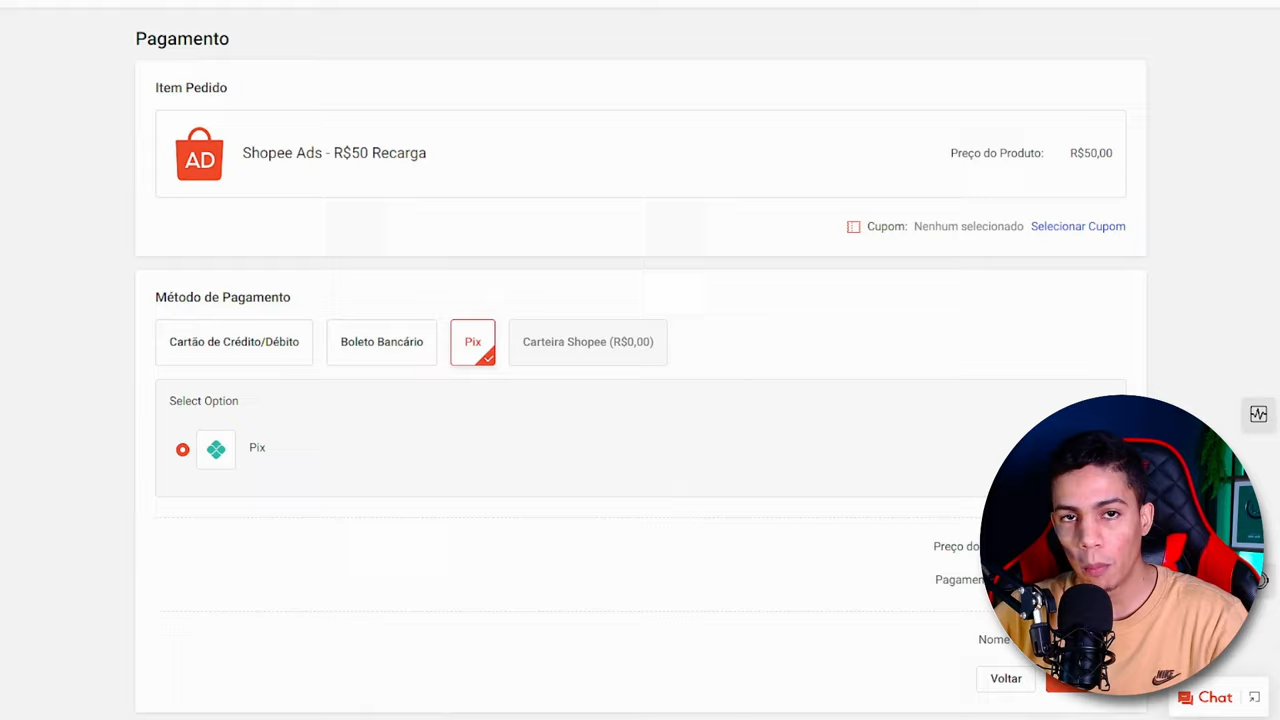 Pagamento
Item Pedido
AD
Shopee Ads - R$50 Recarga
Preço do Produto: R$50,00
Cupom: Nenhum selecionado Selecionar Cupom
Método de Pagamento
Cartão de Crédito/Débito
Boleto Bancário
Pix
Carteira Shopee (R$0,00)
Select Option
Pix
Preço do
Nome
Voltar
NIKE
Chat